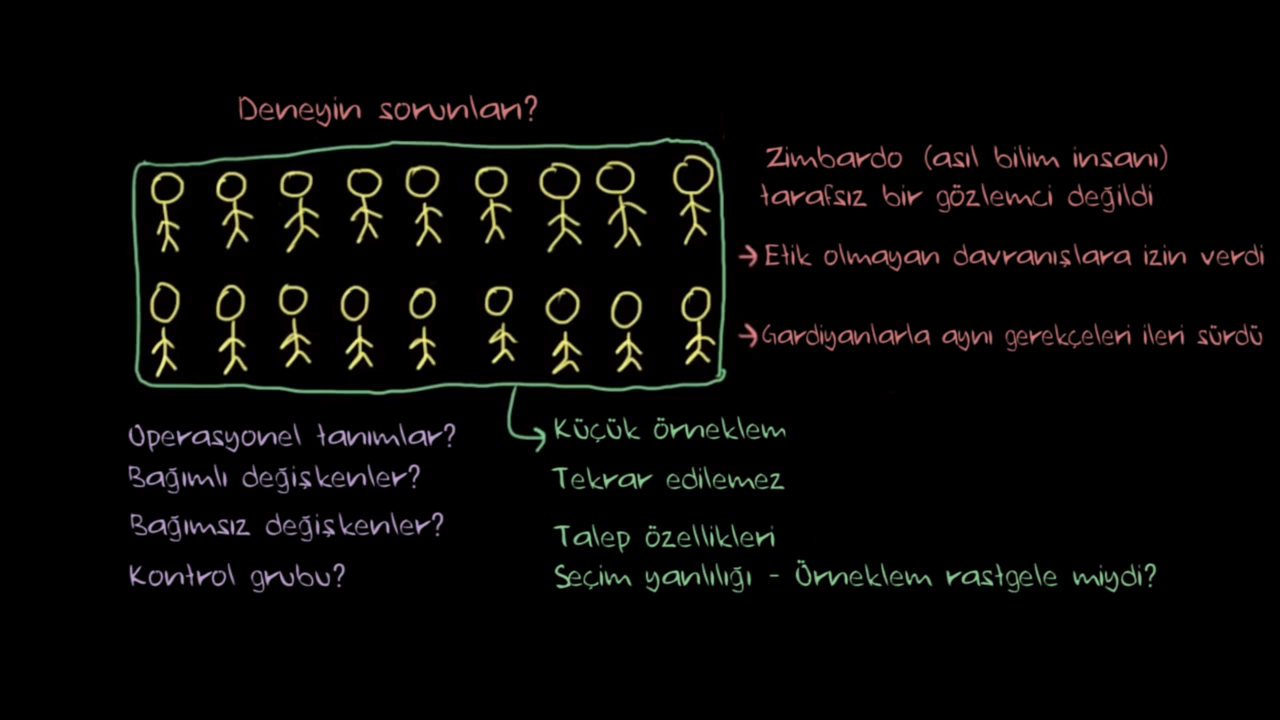 Deneyin sorunları?
Zimbardo (asıl bilim insanı)
tarafsız bir gözlemci değildi
→ Etik olmayan davranışlara izin verdi
→ Gardiyanlarla aynı gerekçeleri ileri sürdü
Operasyonel tanımlar?
Bağımlı değişkenler?
Bağımsız değişkenler?
Kontrol grubu?
Küçük örneklem
Tekrar edilemez
Talep özellikleri
Seçim yanlılığı - Örneklem rastgele miydi?